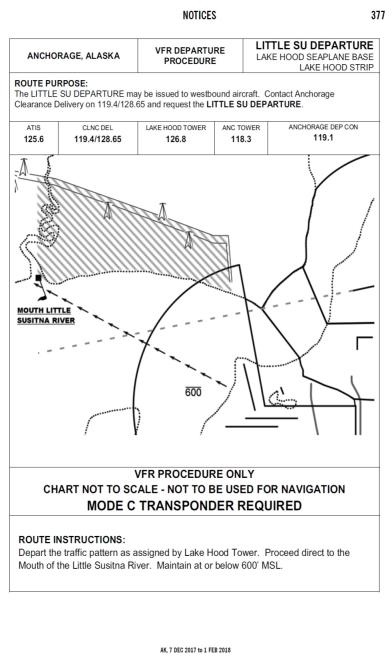 NOTICES
377
ANCHORAGE, ALASKA
VFR DEPARTURE
PROCEDURE
LITTLE SU DEPARTURE
LAKE HOOD SEAPLANE BASE
LAKE HOOD STRIP
ROUTE PURPOSE:
The LITTLE SU DEPARTURE may be issued to westbound aircraft. Contact Anchorage
Clearance Delivery on 119.4/128.65 and request the LITTLE SU DEPARTURE.
ATIS
125.6
CLNC DEL
119.4/128.65
LAKE HOOD TOWER
126.8
ANC TOWER
118.3
ANCHORAGE DEP CON
119.1
MOUTH LITTLE
SUSITNA RIVER
600
VFR PROCEDURE ONLY
CHART NOT TO SCALE - NOT TO BE USED FOR NAVIGATION
MODE C TRANSPONDER REQUIRED
ROUTE INSTRUCTIONS:
Depart the traffic pattern as assigned by Lake Hood Tower. Proceed direct to the
Mouth of the Little Susitna River. Maintain at or below 600' MSL.
AK, 7 DEC 2017 to 1 FEB 2018